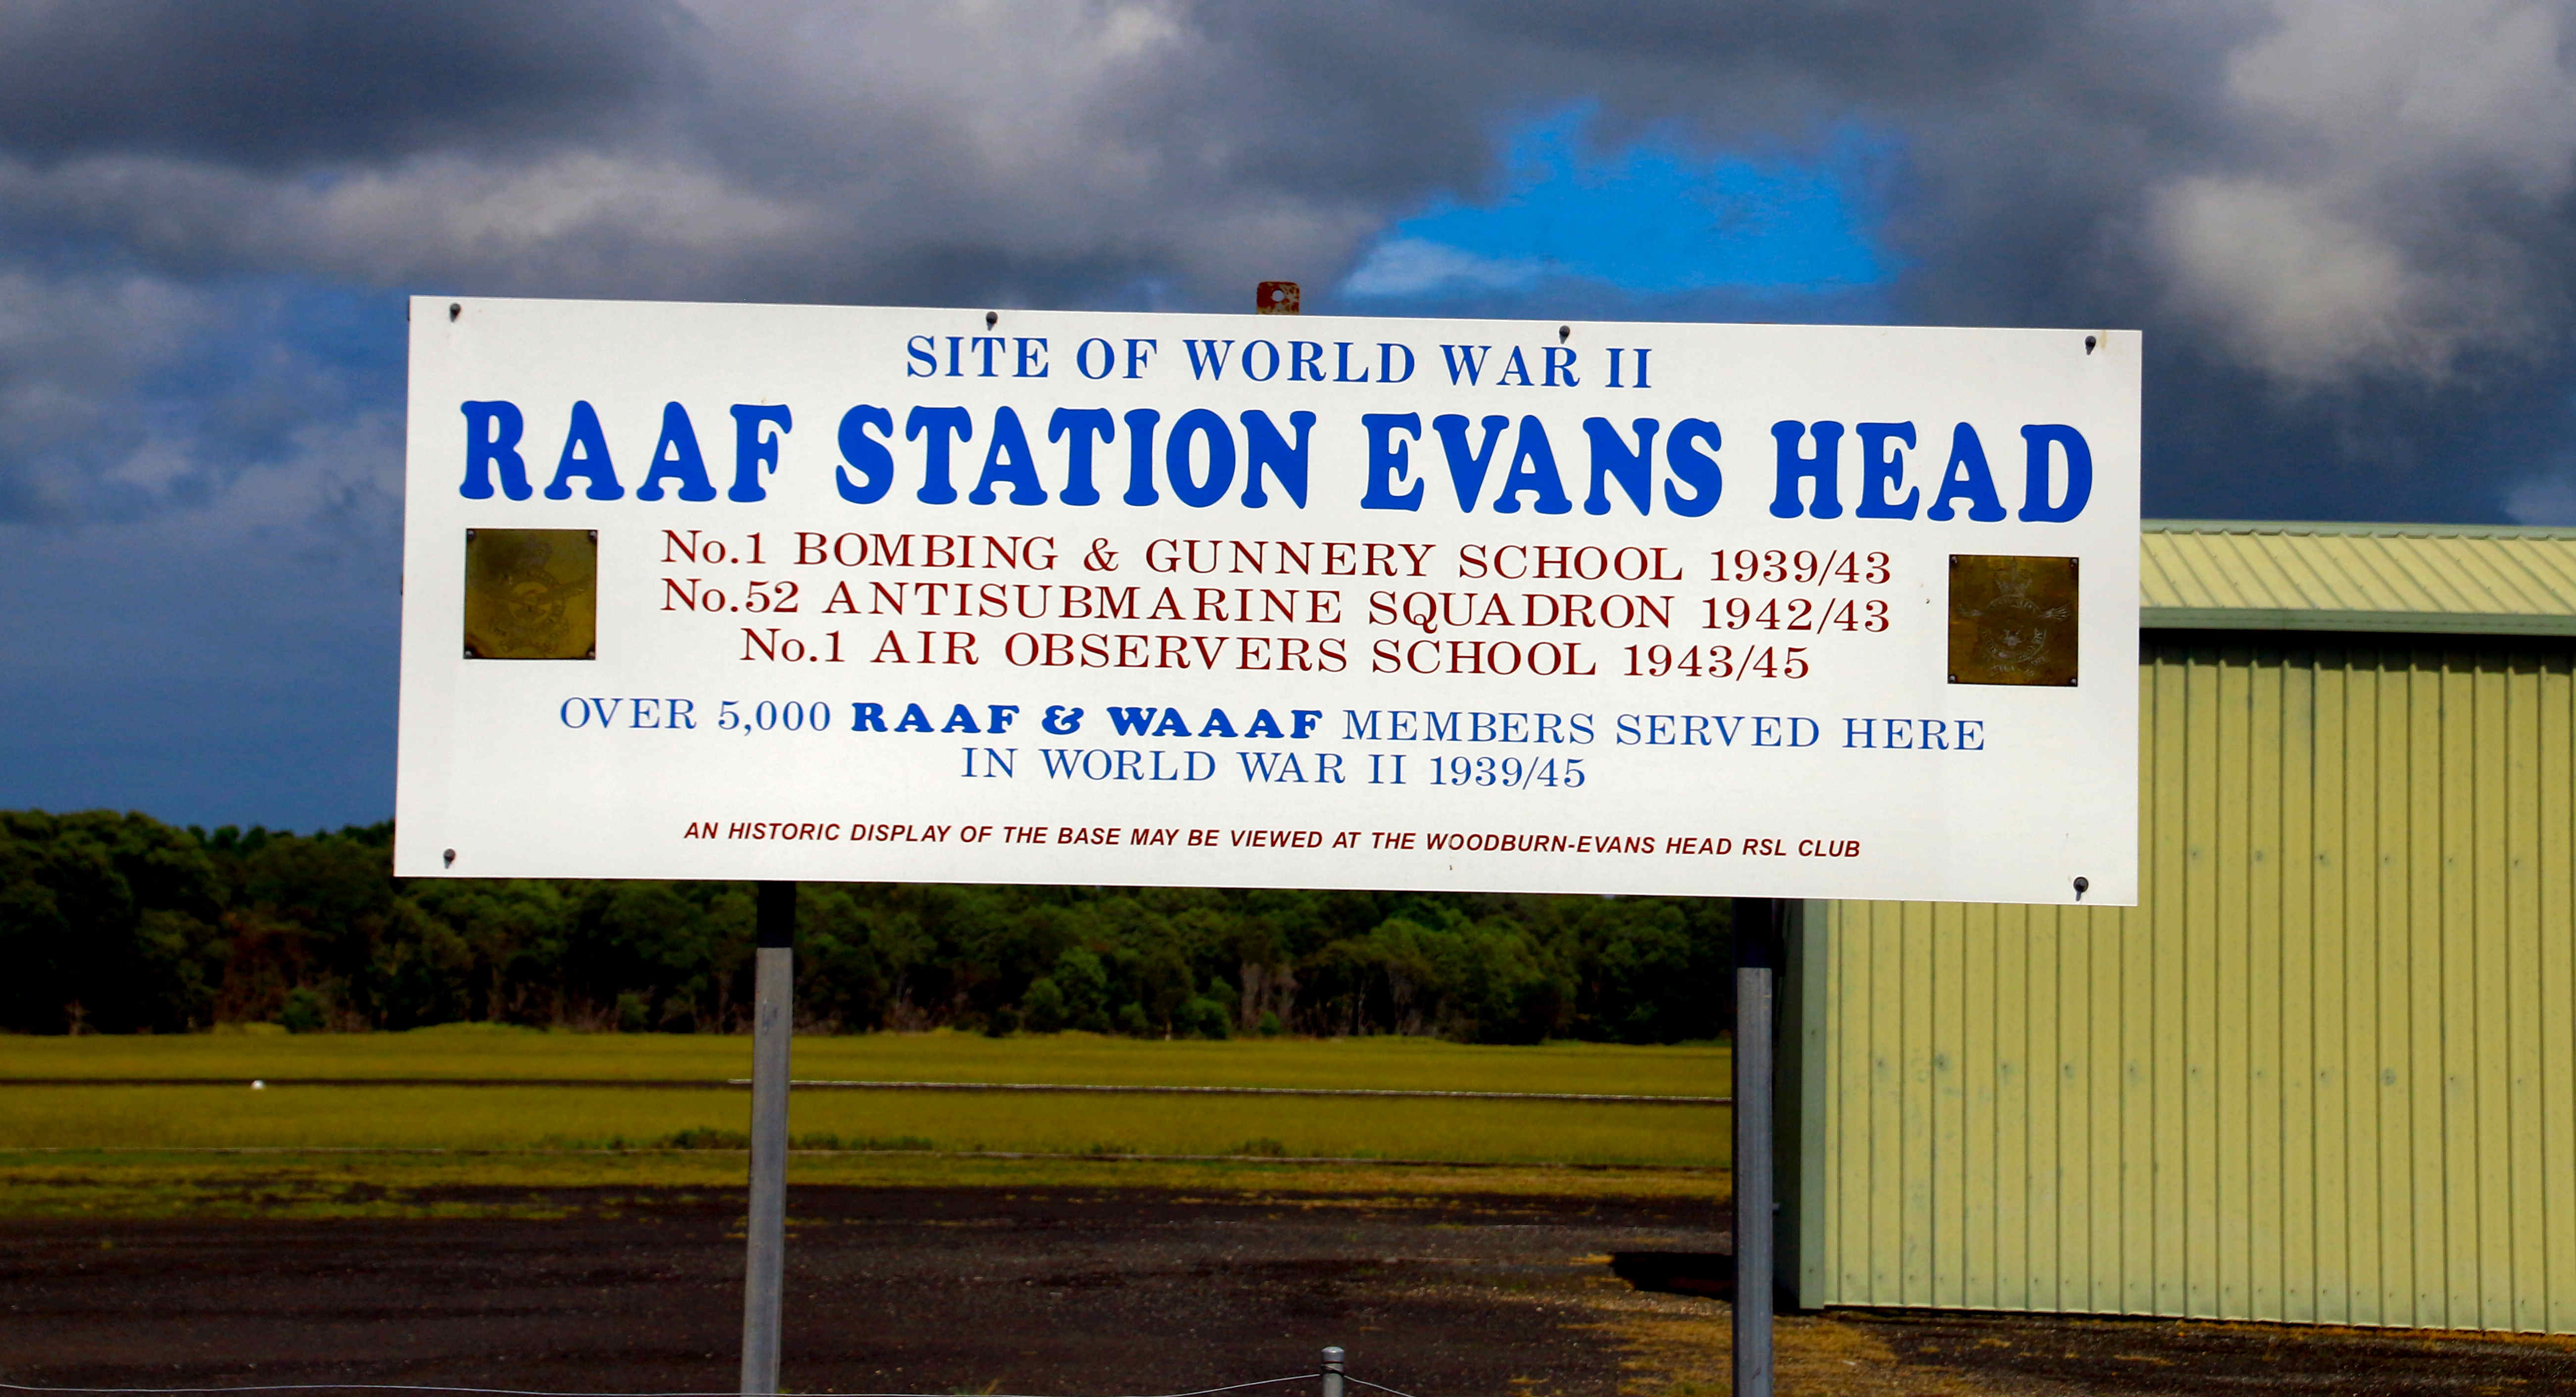 SITE OF WORLD WAR II
RAAF STATION EVANS HEAD
No.1 BOMBING & GUNNERY SCHOOL 1939/43
No.52 ANTISUBMARINE SQUADRON 1942/43
No.1 AIR OBSERVERS SCHOOL 1943/45
OVER 5,000 RAAF & WAAAF MEMBERS SERVED HERE
IN WORLD WAR II 1939/45
AN HISTORIC DISPLAY OF THE BASE MAY BE VIEWED AT THE WOODBURN-EVANS HEAD RSL CLUB